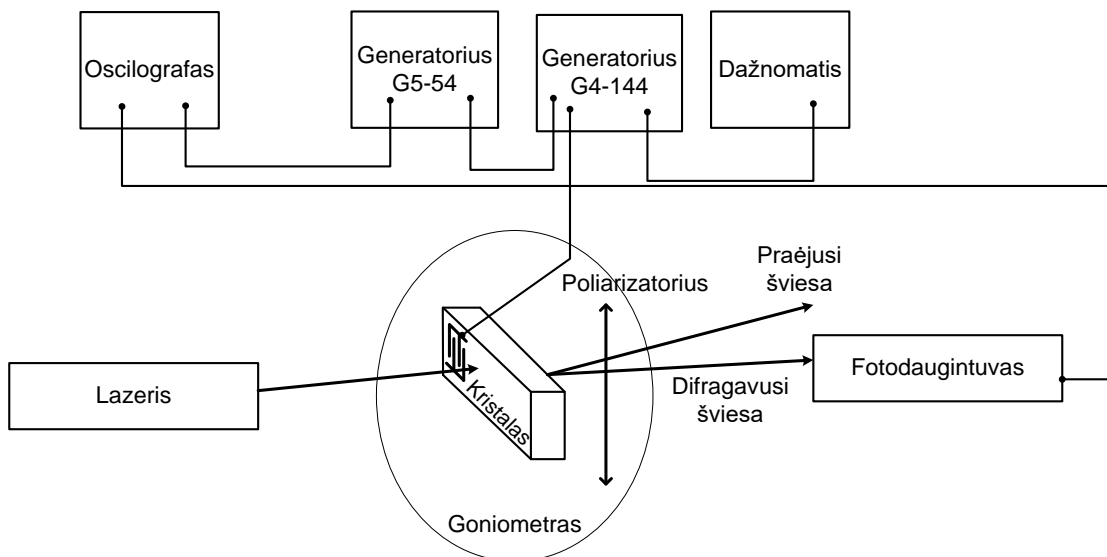 Oscilografas
Generatorius
G5-54
Generatorius
G4-144
Dažnomatis
Praėjusi
šviesa
Poliarizatorius
Lazeris
Kristalas
Fotodaugintuvas
Difragavusi
šviesa
Goniometras